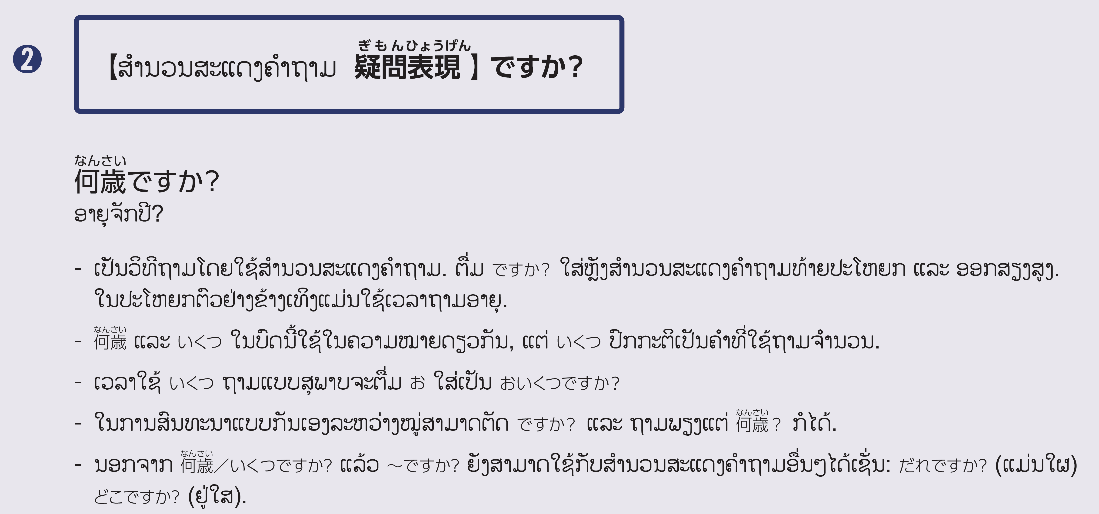 2
【ສຳນວນສະແດງຄຳຖາມ 疑問表現】ですか？
ぎもんひょうげん
なんさい
何歳ですか？
ອາຍຸຈັກປີ?
- ເປັນວິທີຖາມໂດຍໃຊ້ສຳນວນສະແດງຄຳຖາມ. ຕື່ມ ですか？ ໃສ່ຫຼັງສຳນວນສະແດງຄຳຖາມທ້າຍປະໂຫຍກ ແລະ ອອກສຽງສູງ.
ໃນປະໂຫຍກຕົວຢ່າງຂ້າງເທິງແມ່ນໃຊ້ເວລາຖາມອາຍຸ.
なんさい
- 何歳 ແລະ いくつ ໃນບົດນີ້ໃຊ້ໃນຄວາມໝາຍດຽວກັນ, ແຕ່ いくつ ປົກກະຕິເປັນຄຳທີ່ໃຊ້ຖາມຈຳນວນ.
- ເວລາໃຊ້ いくつ ຖາມແບບສຸພາບຈະຕື່ມ お ໃສ່ເປັນ おいくつですか？
なんさい
- ໃນການສົນທະນາແບບກັນເອງລະຫວ່າງໝູ່ສາມາດຕັດ ですか？ ແລະ ຖາມພຽງແຕ່ 何歳？ ກໍໄດ້.
なんさい
- ນອກຈາກ 何歳／いくつですか？ ແລ້ວ ～ですか？ ຍັງສາມາດໃຊ້ກັບສຳນວນສະແດງຄຳຖາມອື່ນໆໄດ້ເຊັ່ນ: だれですか？ (ແມ່ນໃຜ)
どこですか？ (ຢູ່ໃສ).